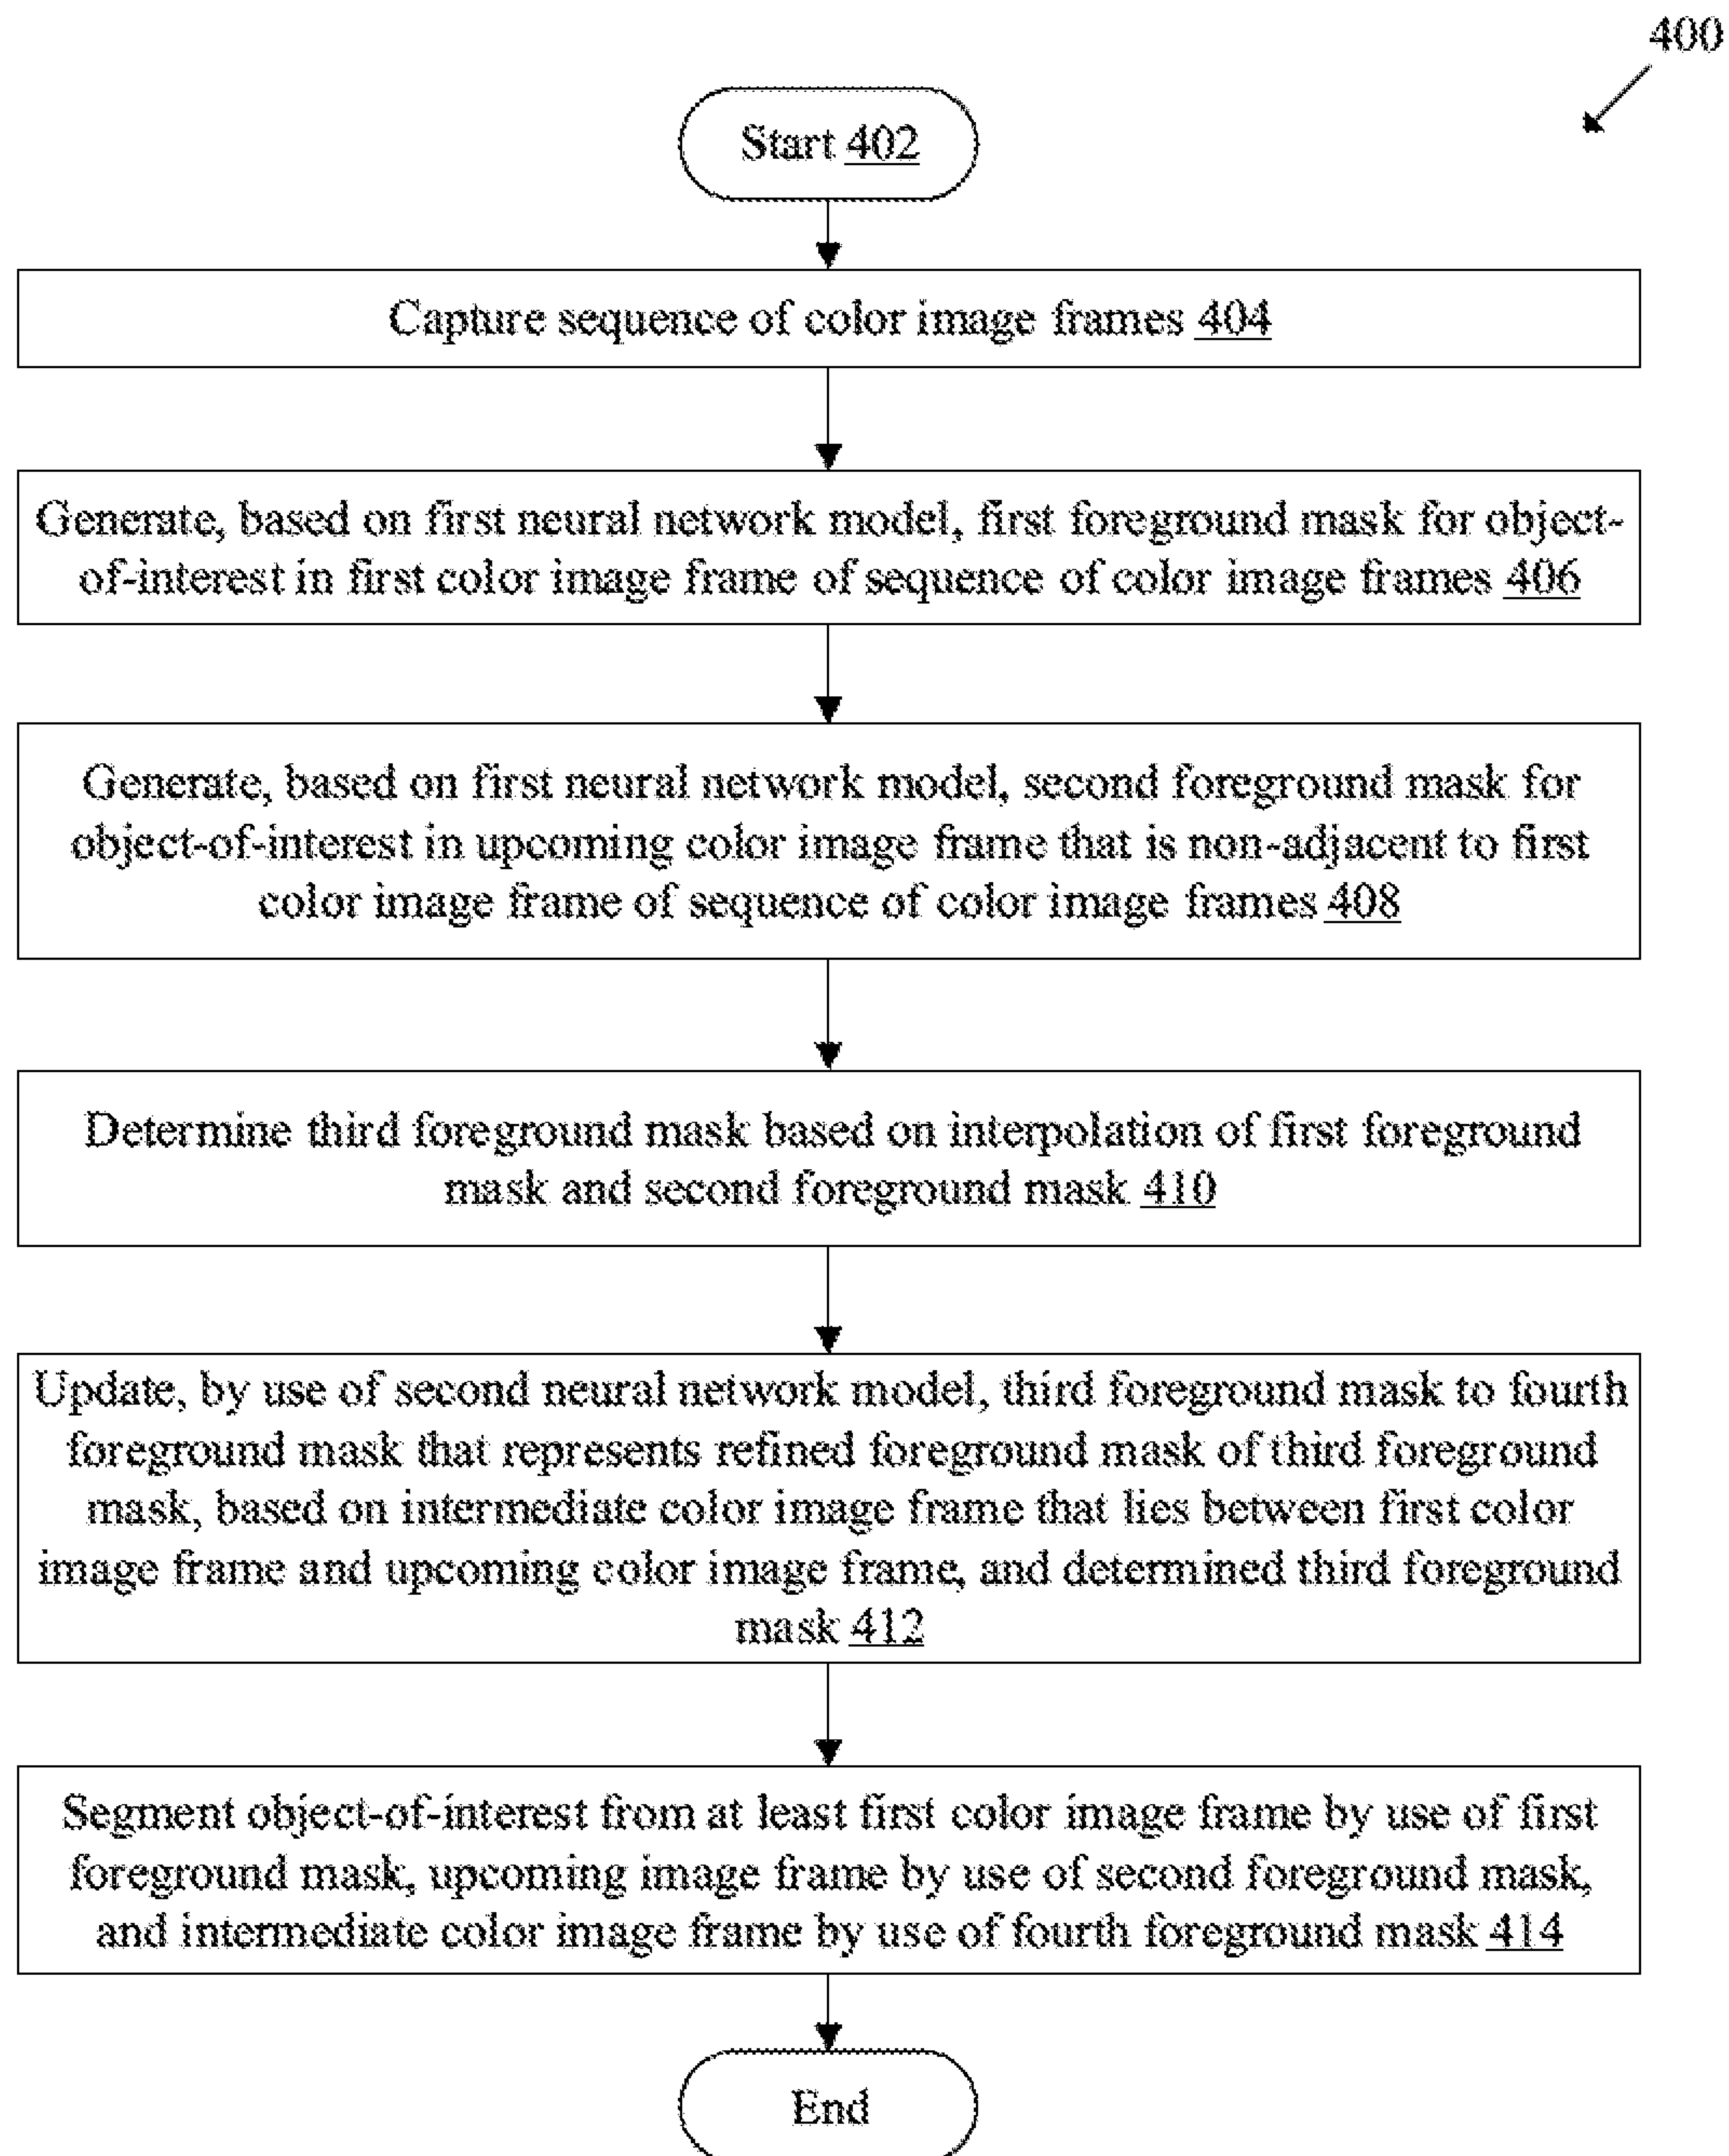 400
Start 402
Capture sequence of color image frames 404
Generate, based on first neural network model, first foreground mask for object-
of-interest in first color image frame of sequence of color image frames 406
Generate, based on first neural network model, second foreground mask for
object-of-interest in upcoming color image frame that is non-adjacent to first
color image frame of sequence of color image frames 408
Determine third foreground mask based on interpolation of first foreground
mask and second foreground mask 410
Update, by use of second neural network model, third foreground mask to fourth
foreground mask that represents refined foreground mask of third foreground
mask, based on intermediate color image frame that lies between first color
image frame and upcoming color image frame, and determined third foreground
mask 412
Segment object-of-interest from at least first color image frame by use of first
foreground mask, upcoming image frame by use of second foreground mask,
and intermediate color image frame by use of fourth foreground mask 414
End